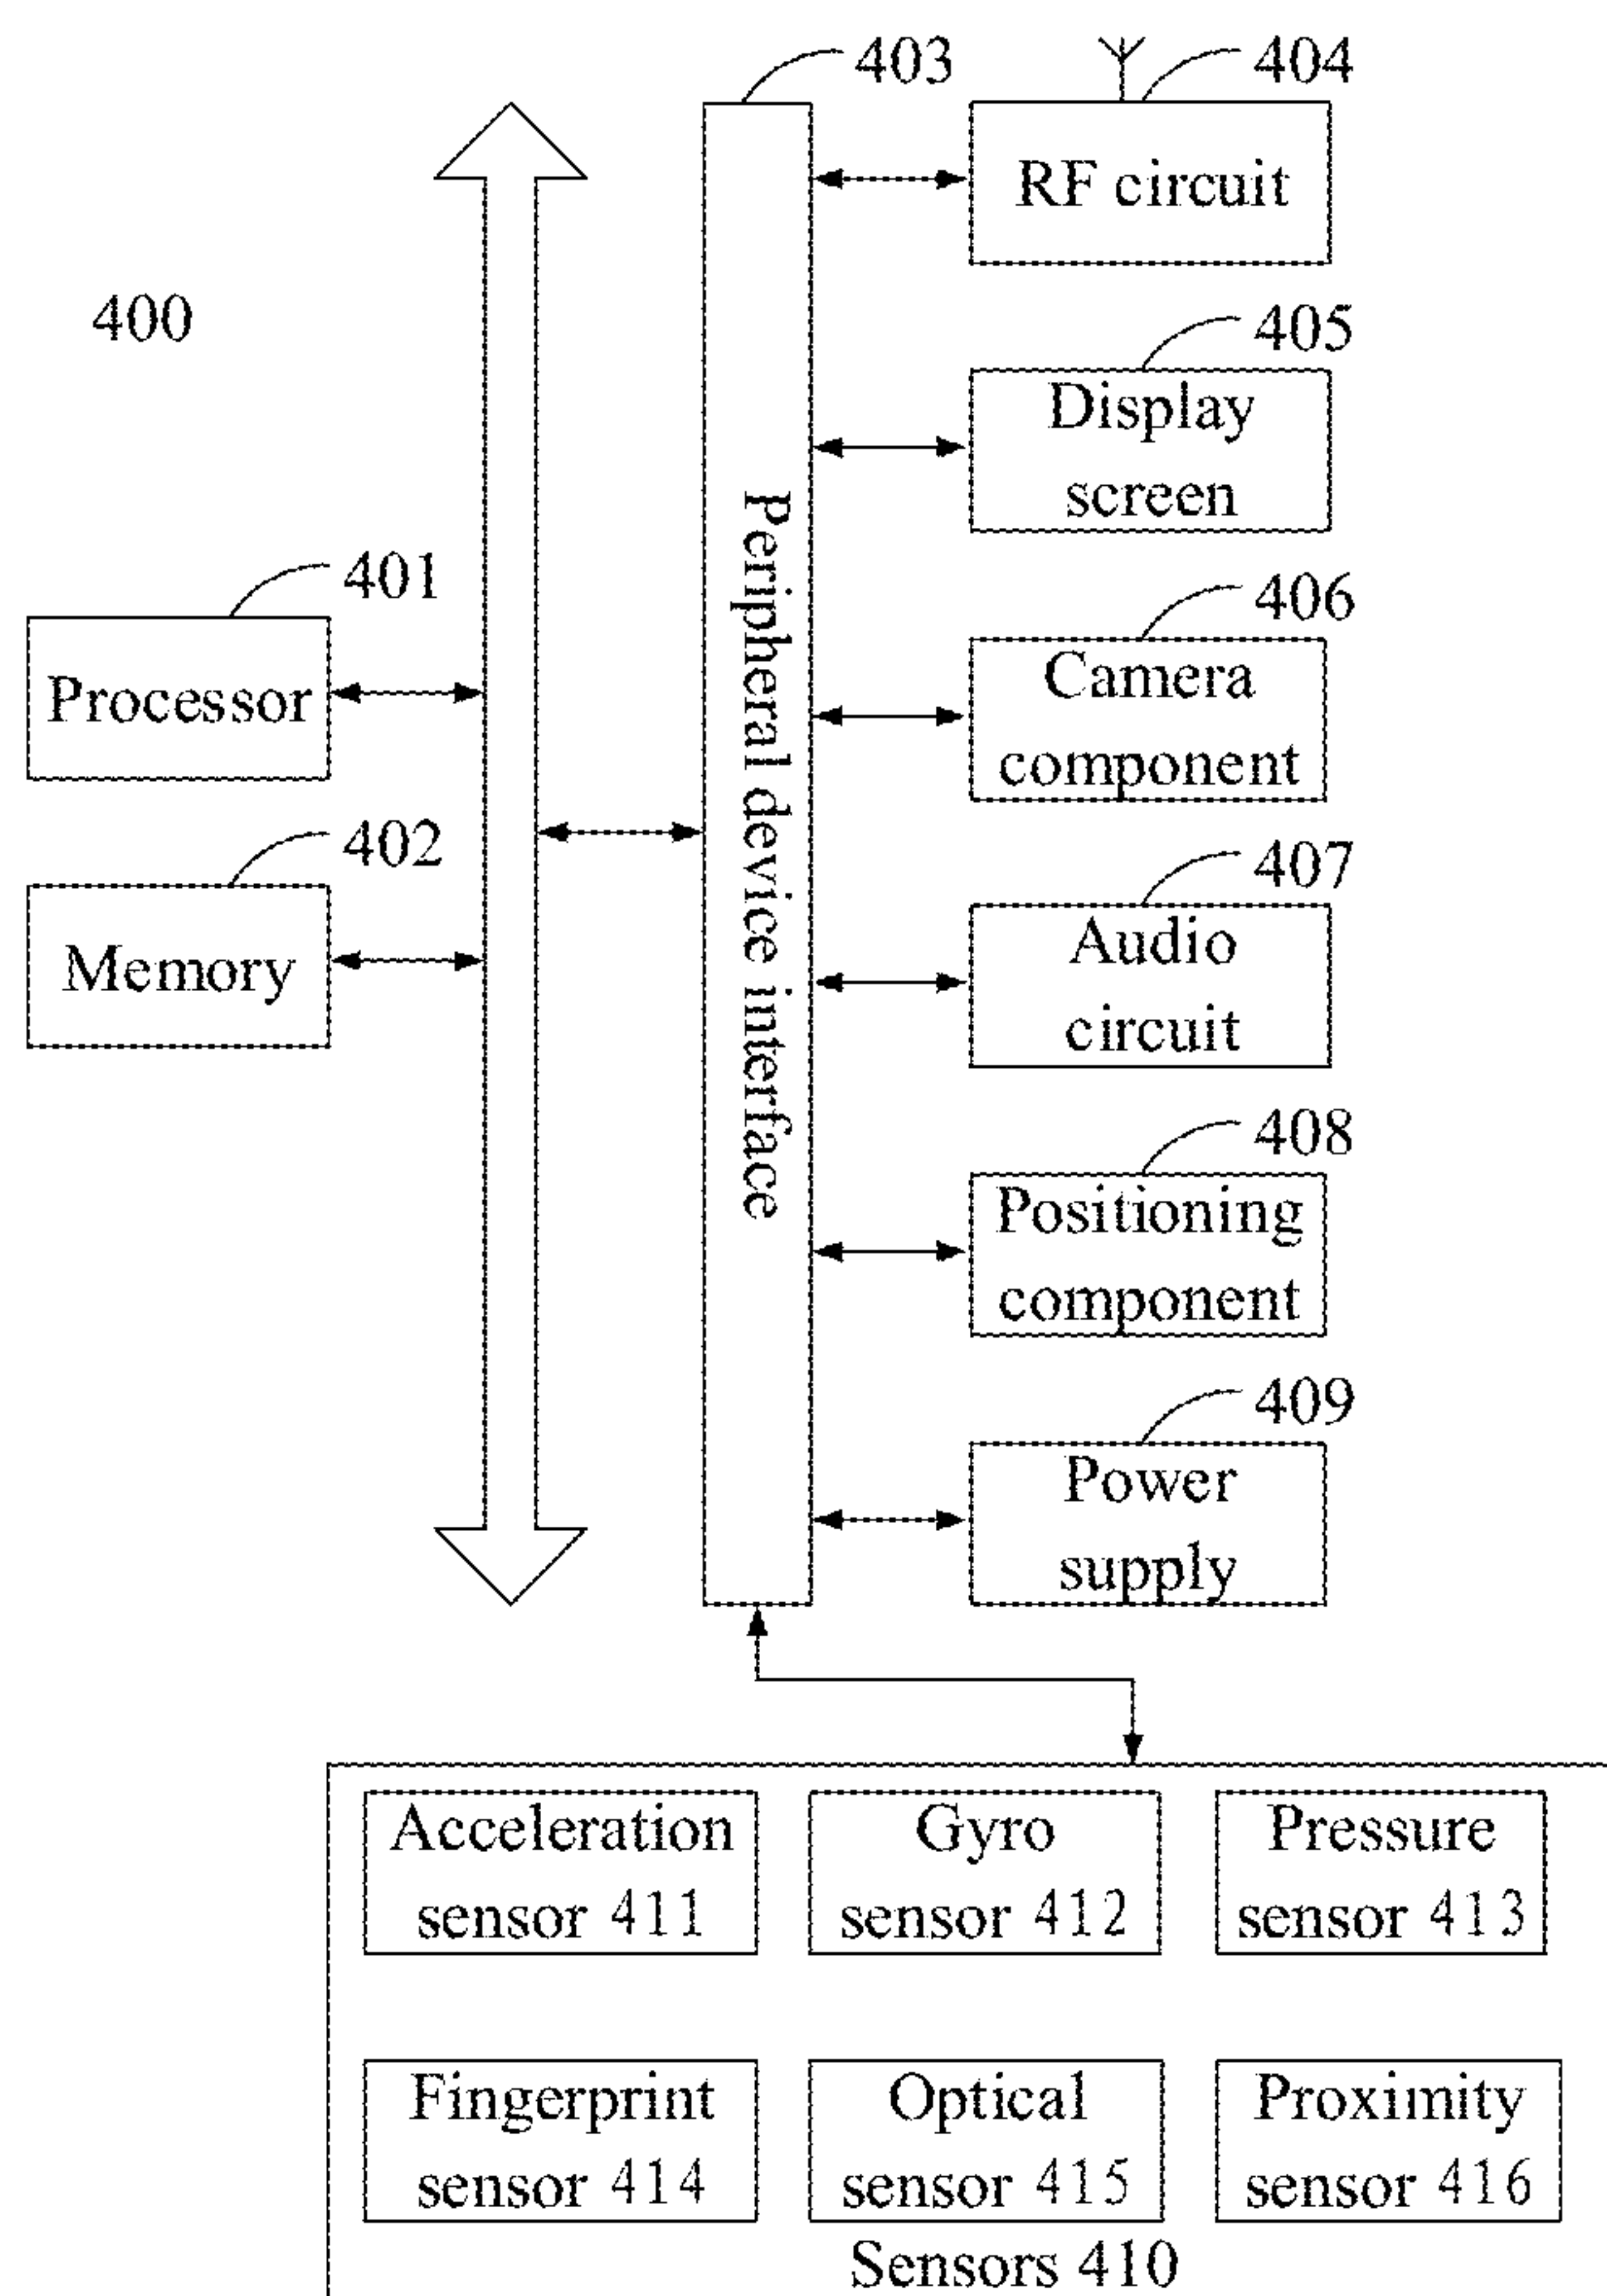 403
404
RF circuit
400
405
Display
screen
Peripheral device interface
401
Processor
406
Camera
component
402
Memory
407
Audio
circuit
408
Positioning
component
409
Power
supply
Acceleration
sensor 411
Gyro
sensor 412
Pressure
sensor 413
Fingerprint
sensor 414
Optical
sensor 415
Proximity
sensor 416
Sensors 410